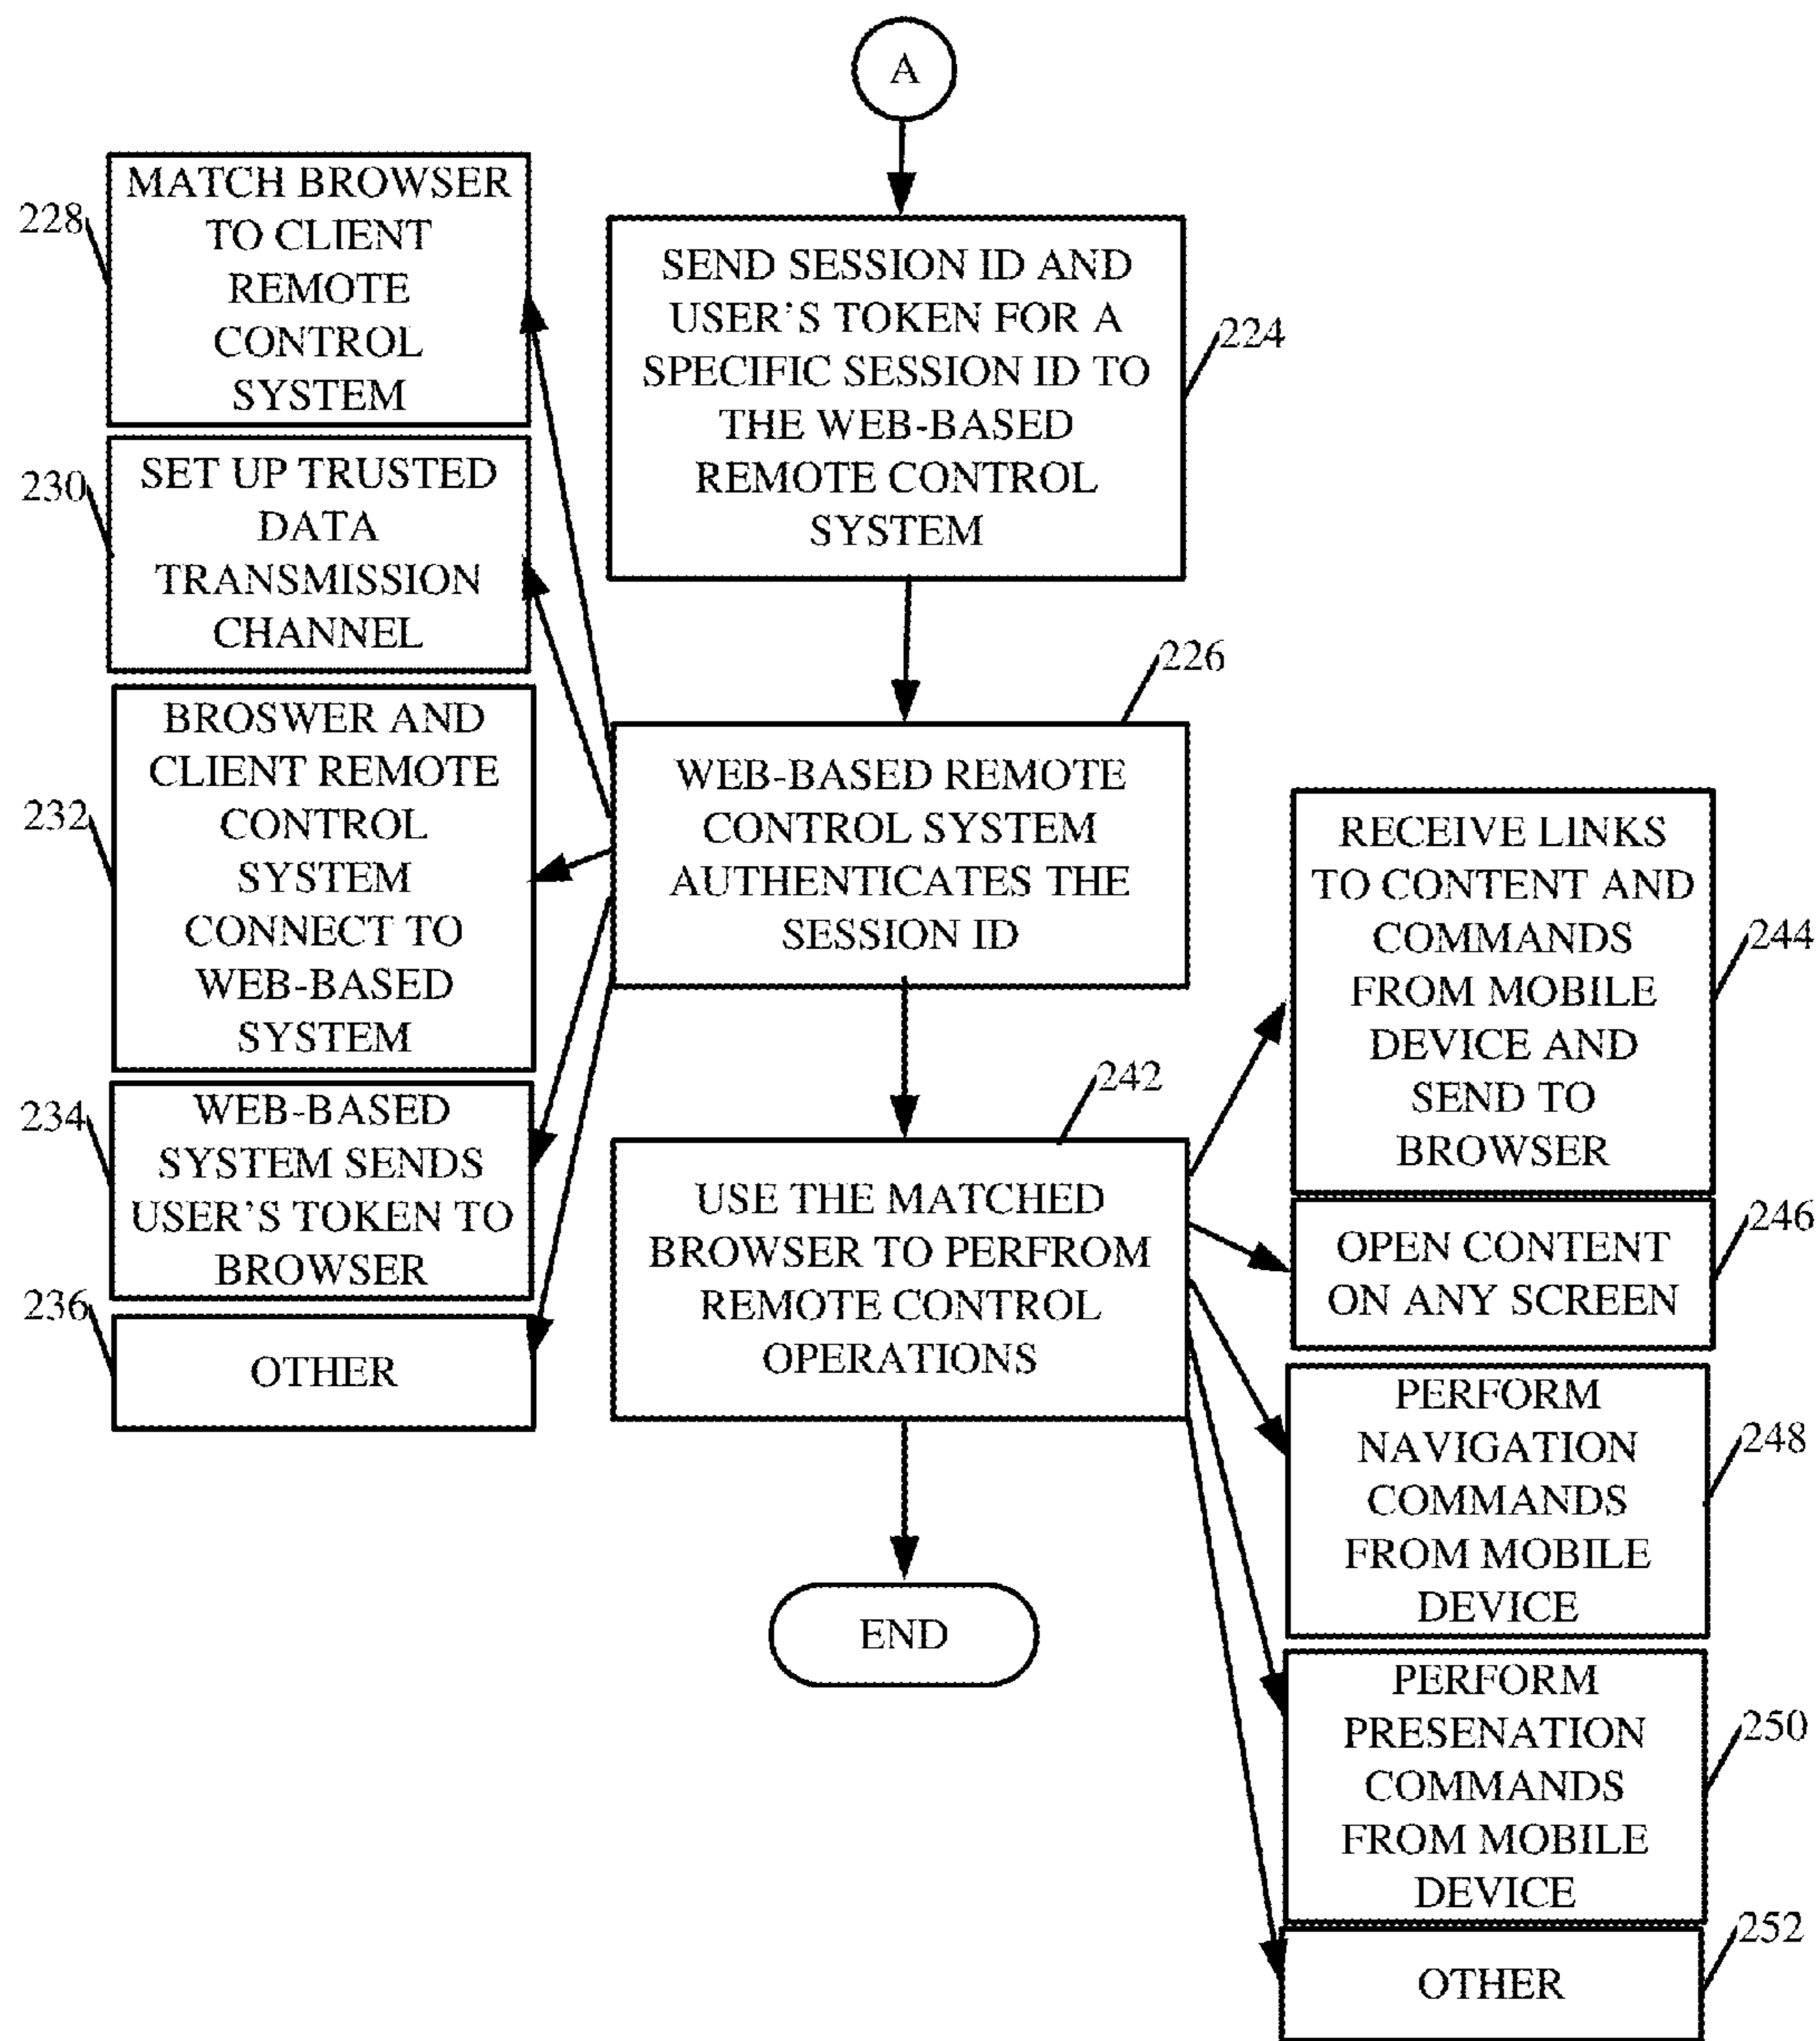 A
228
MATCH BROWSER
TO CLIENT
REMOTE
CONTROL
SYSTEM
SEND SESSION ID AND
USER'S TOKEN FOR A
SPECIFIC SESSION ID TO
THE WEB-BASED
REMOTE CONTROL
SYSTEM
224
230
SET UP TRUSTED
DATA
TRANSMISSION
CHANNEL
226
232
BROSWER AND
CLIENT REMOTE
CONTROL
SYSTEM
CONNECT TO
WEB-BASED
SYSTEM
WEB-BASED REMOTE
CONTROL SYSTEM
AUTHENTICATES THE
SESSION ID
234
WEB-BASED
SYSTEM SENDS
USER'S TOKEN TO
BROWSER
236
OTHER
242
USE THE MATCHED
BROWSER TO PERFROM
REMOTE CONTROL
OPERATIONS
RECEIVE LINKS
TO CONTENT AND
COMMANDS
FROM MOBILE
DEVICE AND
SEND TO
BROWSER
244
OPEN CONTENT
ON ANY SCREEN
246
PERFORM
NAVIGATION
COMMANDS
FROM MOBILE
DEVICE
248
END
PERFORM
PRESENATION
COMMANDS
FROM MOBILE
DEVICE
250
OTHER
252